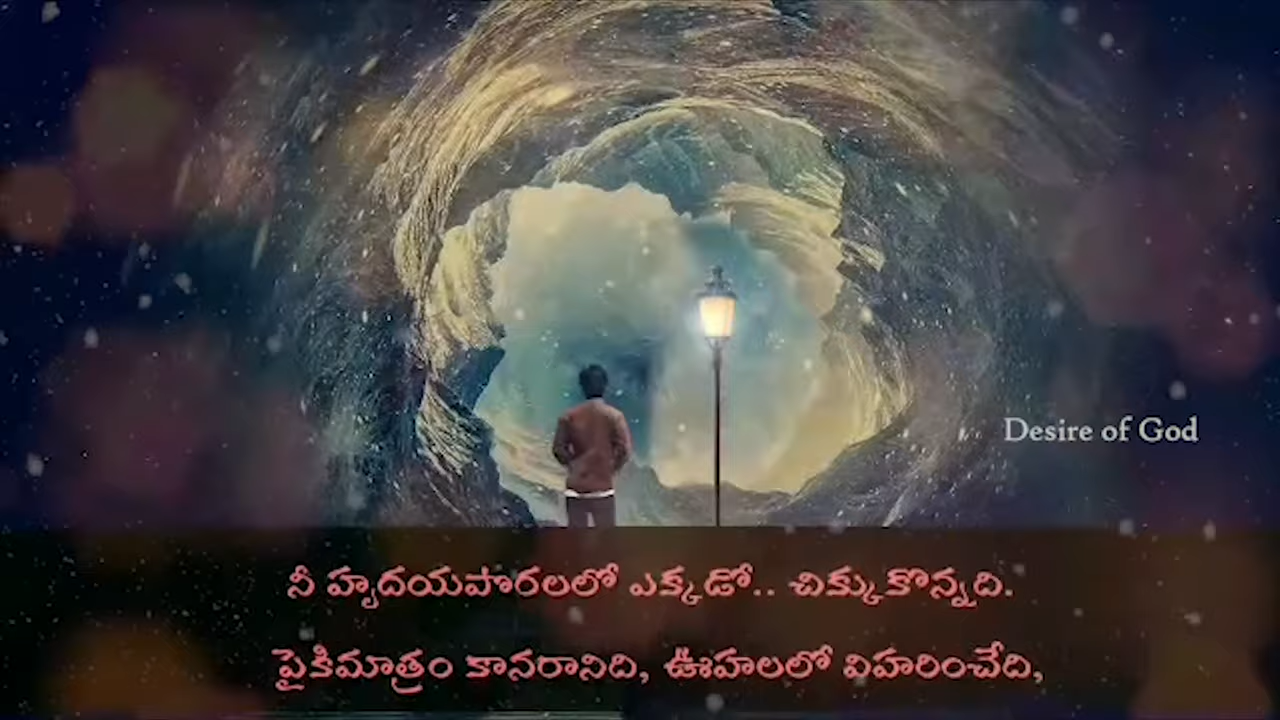 Desire of God
నీ హృదయపొరలలో ఎక్కడో.. చిక్కుకొన్నది.
పైకిమాత్రం కానరానిది, ఊహలలో విహరించేది,